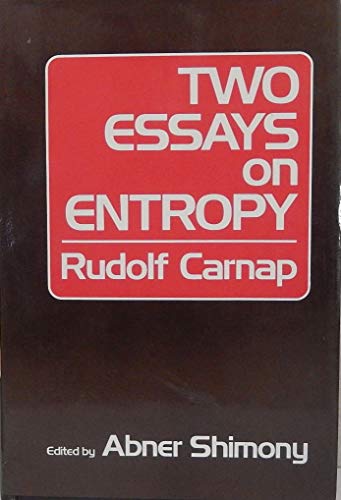 TWO
ESSAYS
on
ENTROPY
Rudolf Carnap
Edited by Abner Shimony